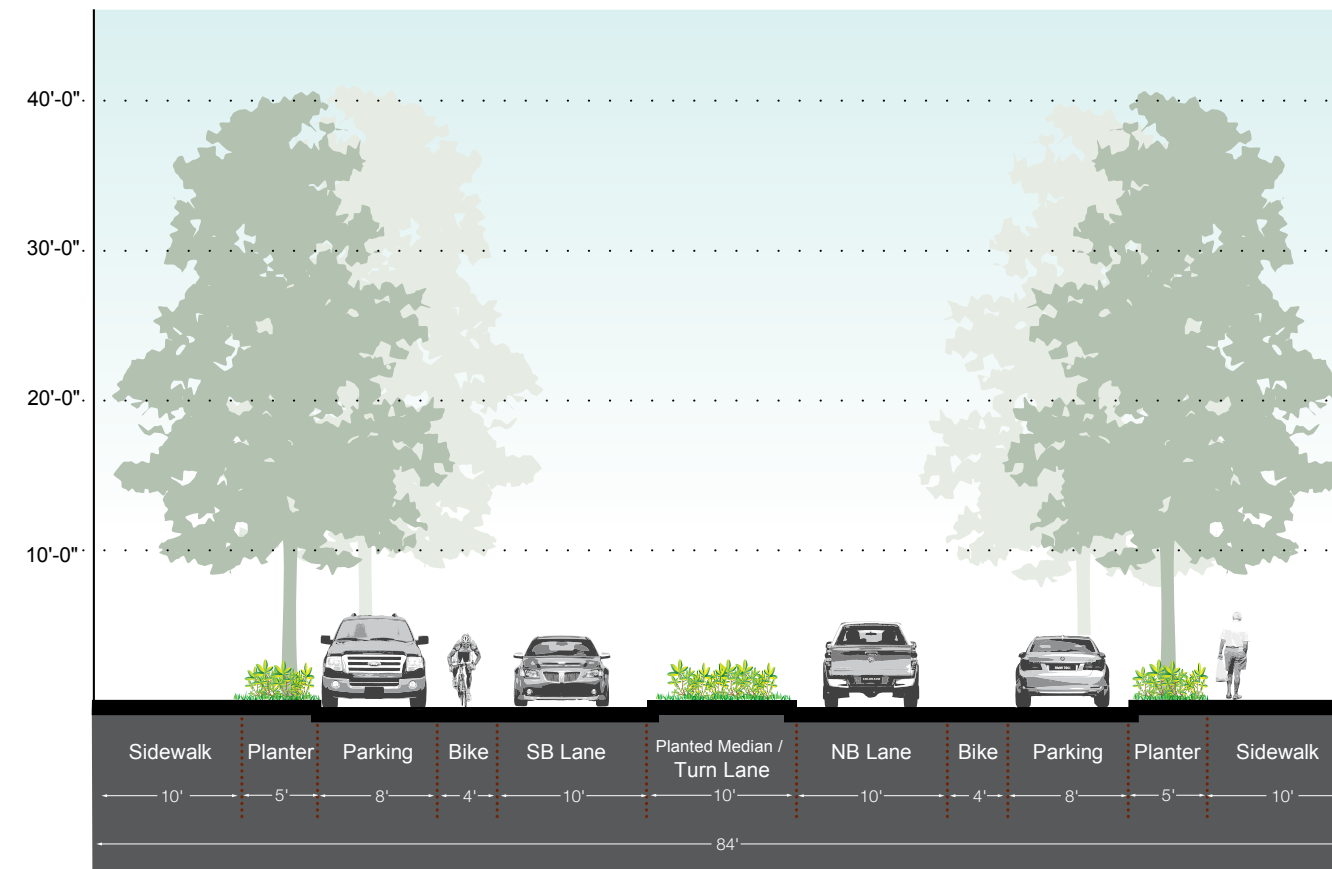 40'-0"
30'-0"
20'-0"
10'-0"
Sidewalk
Planter
Parking
Bike
SB Lane
Planted Median /
Turn Lane
NB Lane
Bike
Parking
Planter
Sidewalk
10'
5'
8'
4'
10'
10'
10'
4'
8'
5'
10'
84'